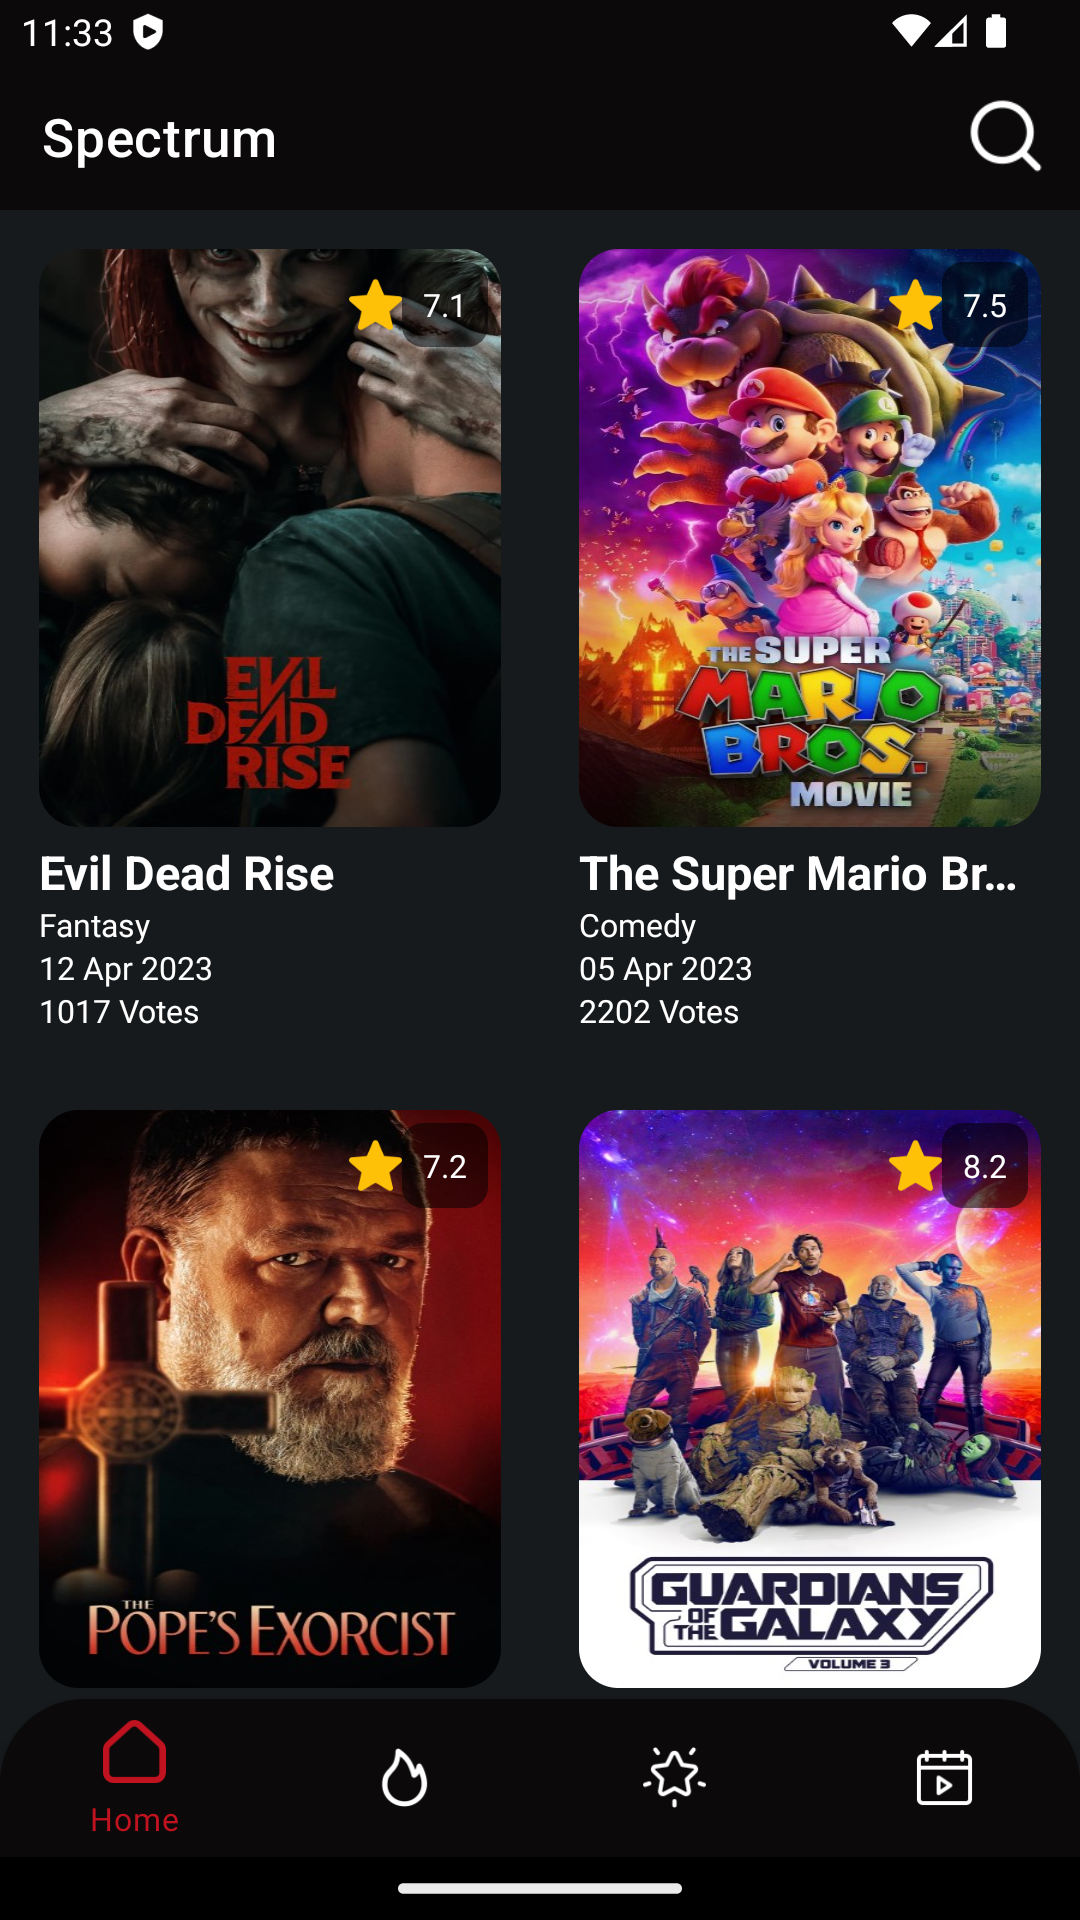 11:33
Spectrum
7.1
EVIL
DEAD
RISE
7.5
THE SUPER
MARIO
BROS.
MOVIE
Evil Dead Rise
Fantasy
12 Apr 2023
1017 Votes
The Super Mario Br...
Comedy
05 Apr 2023
2202 Votes
7.2
THE
POPE'S EXORCIST
8.2
GUARDIANS
OF THE GALAXY
VOLUME 3
Home